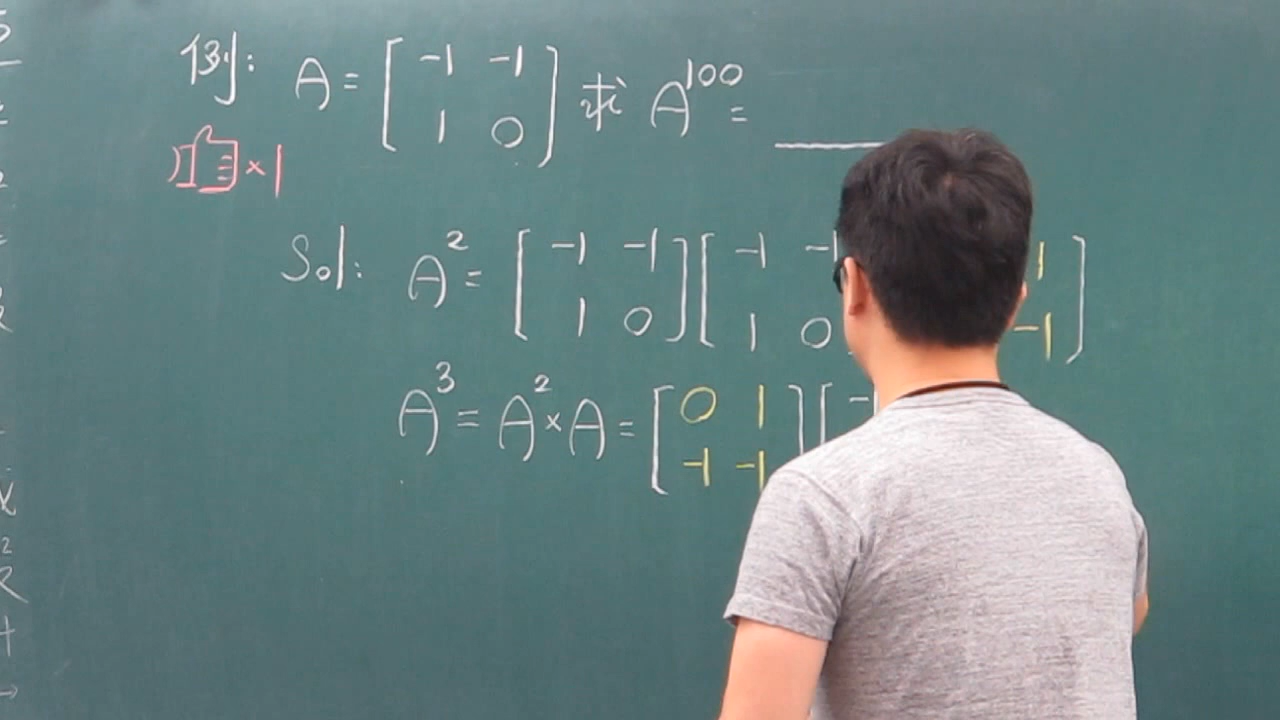 例: A = [ -1 -1 ; 1 0 ] 求 A^100 = ____
×1
Sol: A^2 = [ -1 -1 ; 1 0 ] [ -1 -1 ; 1 0 1 ; -1 ]
A^3 = A^2 × A = [ 0 1 ; -1 -1 ] [ -1